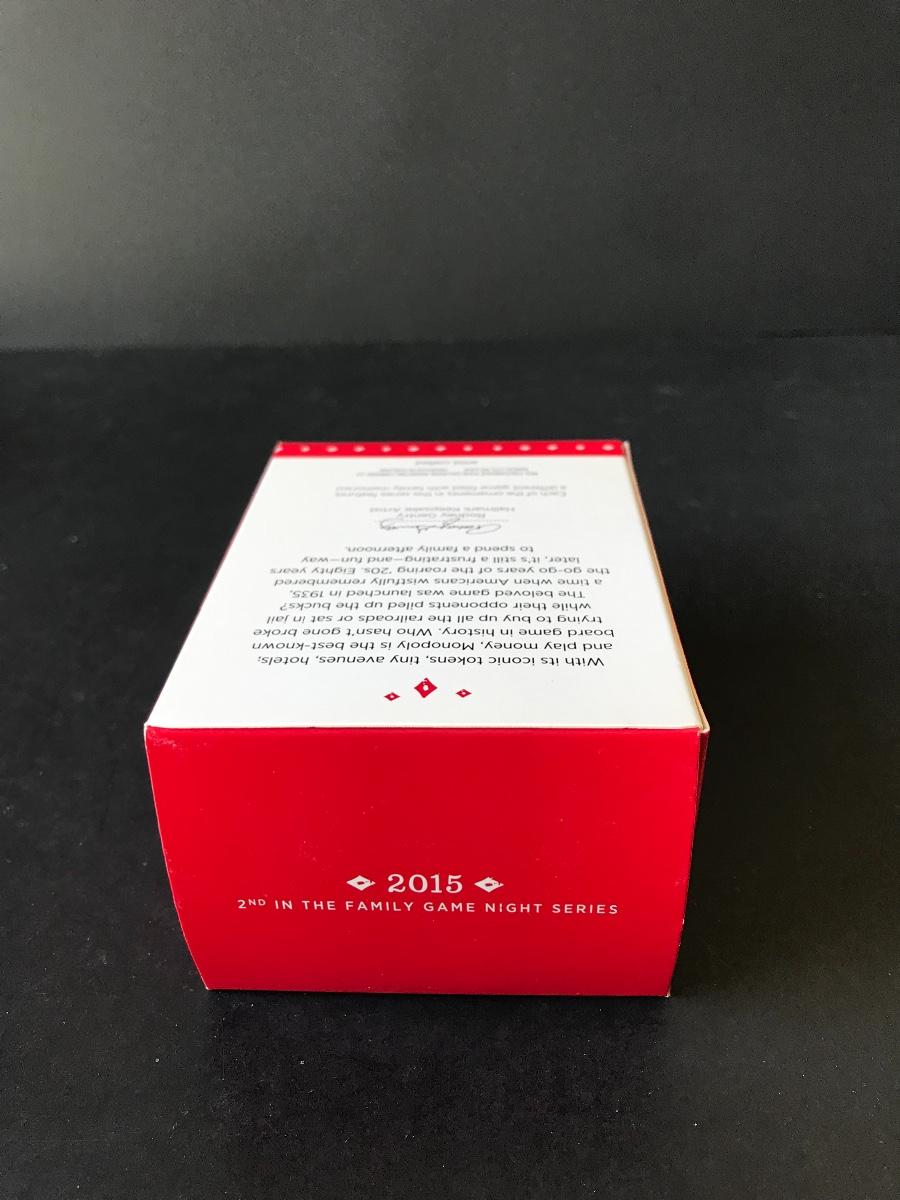 With its iconic tokens, tiny avenues, hotels,
and play money, Monopoly is the best-known
board game in history. Who hasn't gone broke
trying to buy up all the railroads or sat in jail
while their opponents piled up the bucks?
The beloved game was launched in 1935,
a time when Americans wistfully remembered
the go-go years of the roaring '20s. Eighty years
later, it's still a frustrating—and fun—way
to spend a family afternoon.
Rodney Gentry
Hallmark Keepsake Artist
Each of the ornaments in this series features
a different game filled with family memories!
artist crafted
2015
2ND IN THE FAMILY GAME NIGHT SERIES